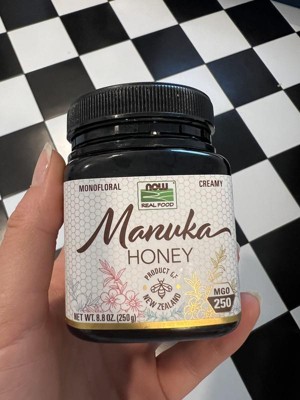 MONOFLORAL
CREAMY
now
REAL FOOD
Manuka
HONEY
PRODUCT OF
NEW ZEALAND
MGO
250
NET WT. 8.8 OZ. (250g)